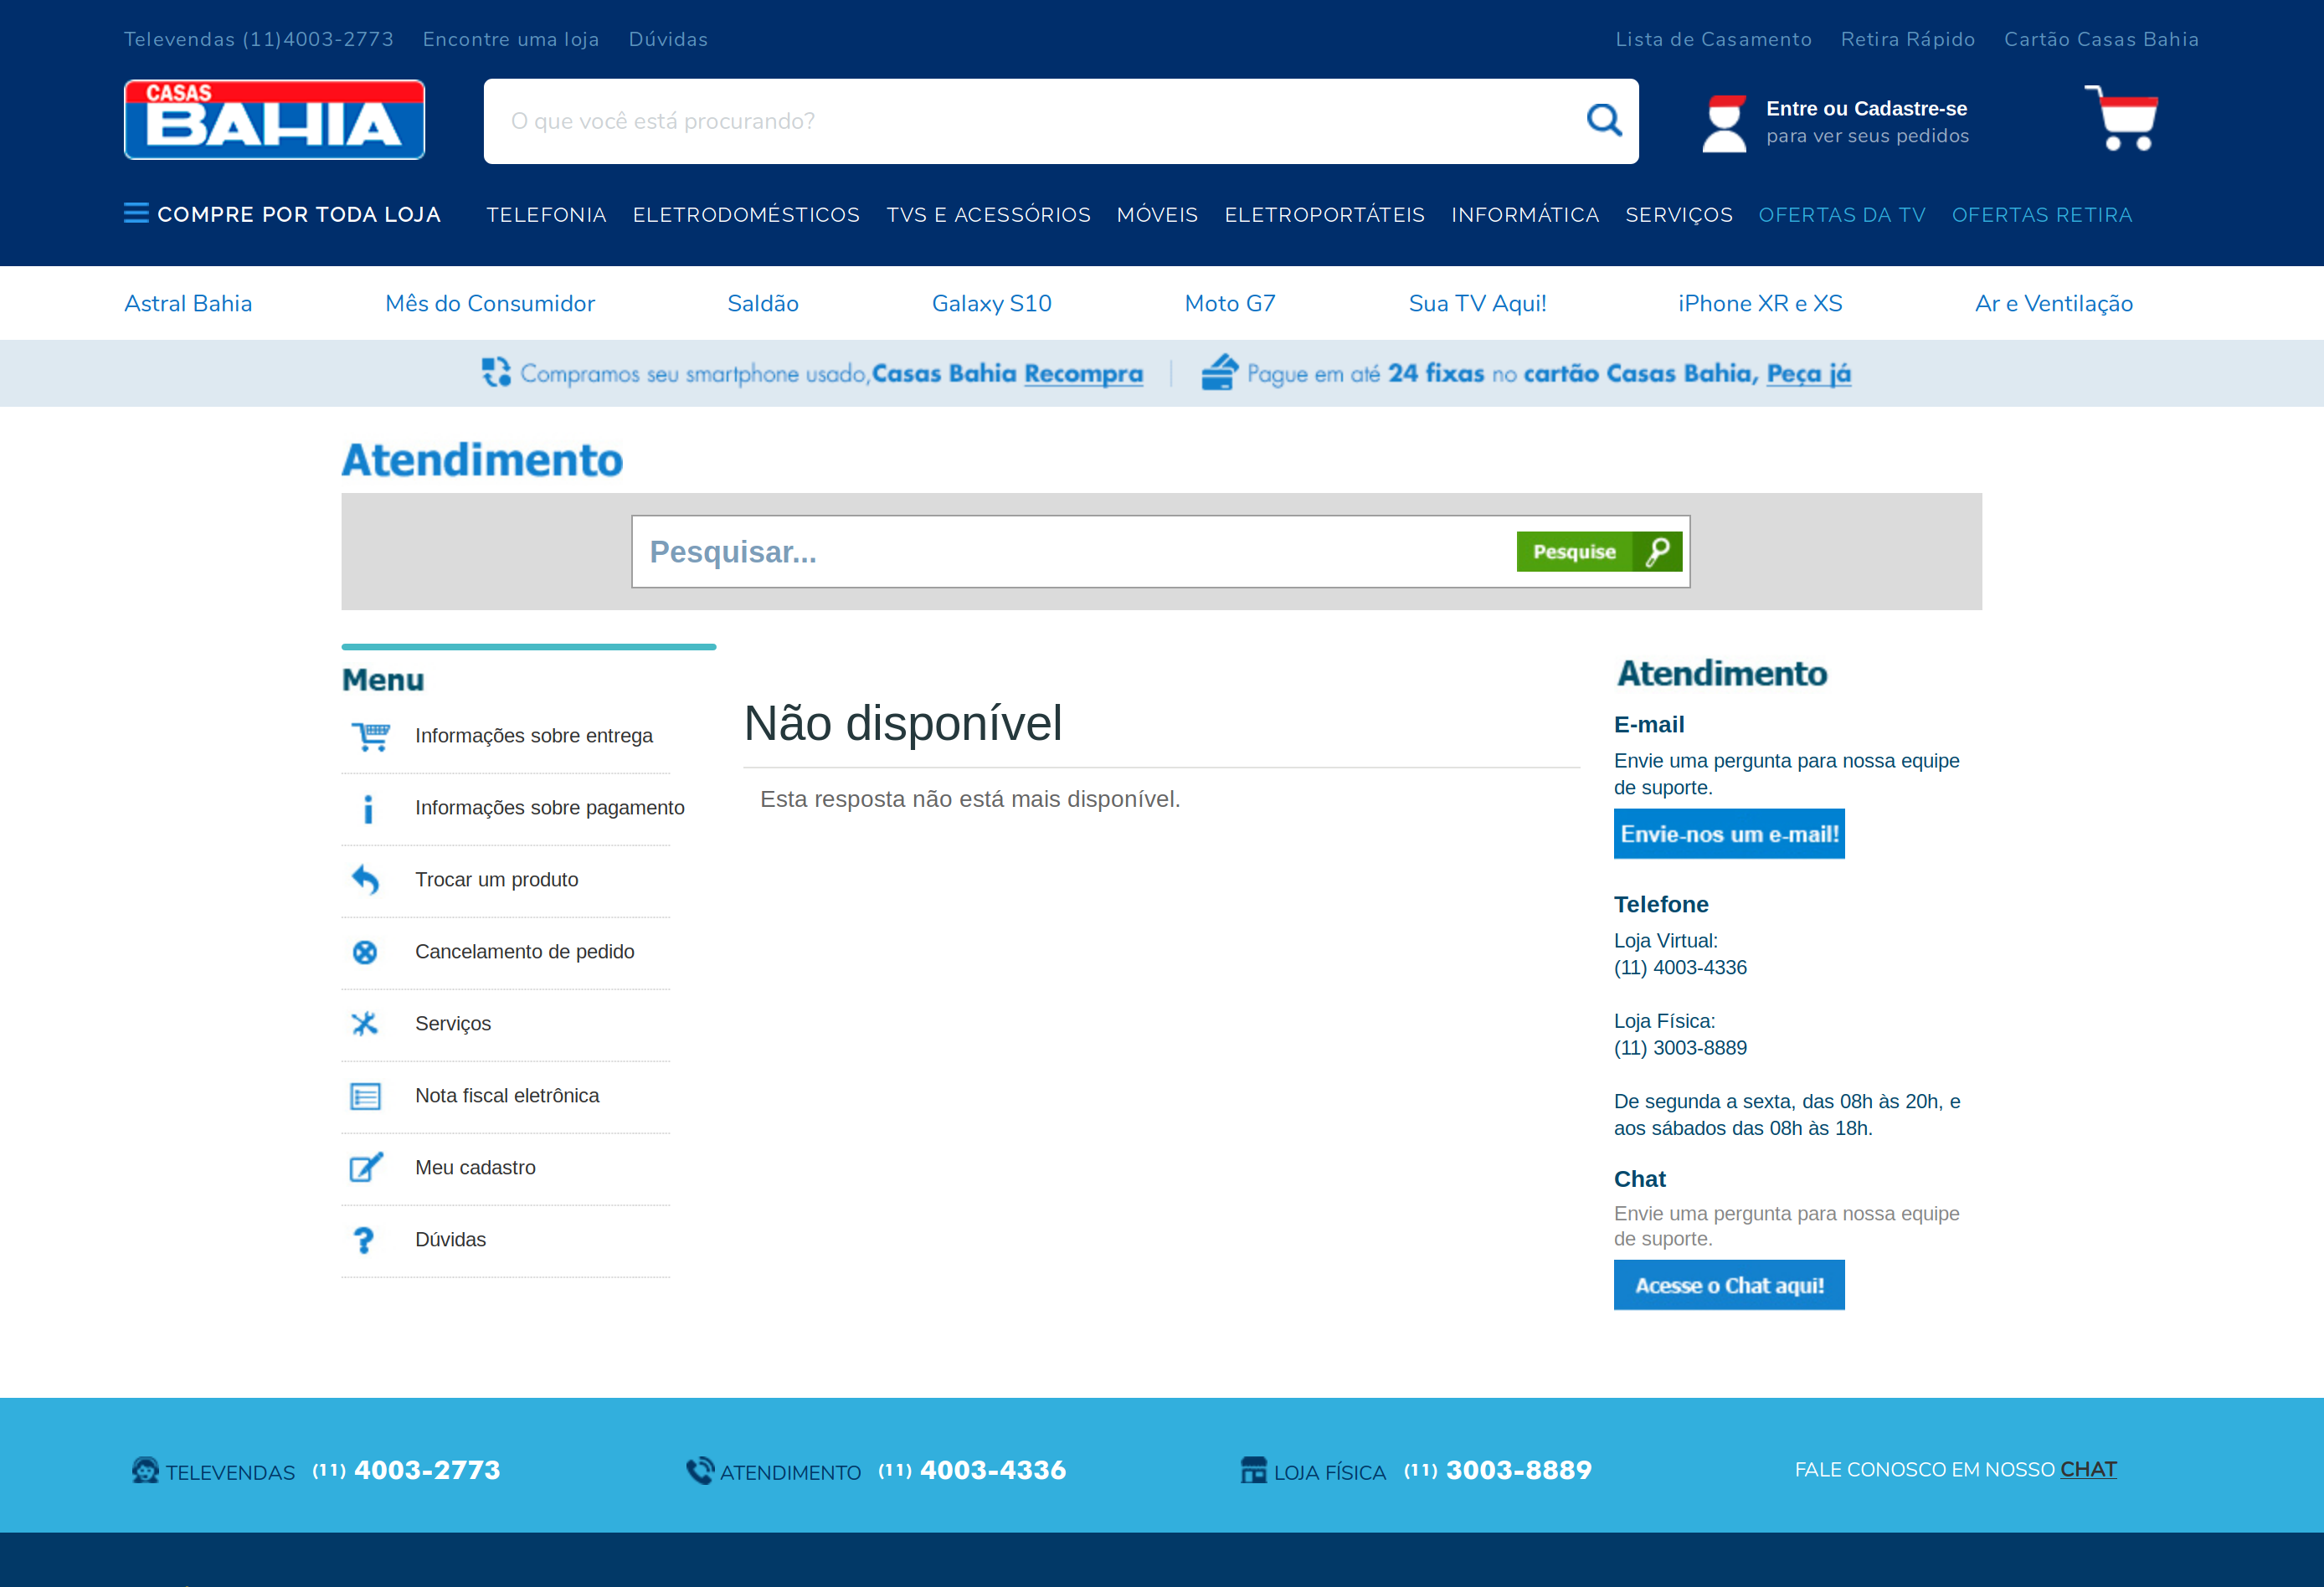 Televendas (11)4003-2773 Encontre uma loja Dúvidas Lista de Casamento Retira Rápido Cartão Casas Bahia
CASAS
BAHIA
O que você está procurando?
Entre ou Cadastre-se
para ver seus pedidos
COMPRE POR TODA LOJA TELEFONIA ELETRODOMÉSTICOS TVS E ACESSÓRIOS MÓVEIS ELETROPORTÁTEIS INFORMÁTICA SERVIÇOS OFERTAS DA TV OFERTAS RETIRA
Astral Bahia Mês do Consumidor Saldão Galaxy S10 Moto G7 Sua TV Aqui! iPhone XR e XS Ar e Ventilação
Compramos seu smartphone usado,Casas Bahia Recompra | Pague em até 24 fixas no cartão Casas Bahia, Peça já
Atendimento
Pesquisar...
Pesquise
Menu
Informações sobre entrega
Informações sobre pagamento
Trocar um produto
Cancelamento de pedido
Serviços
Nota fiscal eletrônica
Meu cadastro
Dúvidas
Não disponível
Esta resposta não está mais disponível.
Atendimento
E-mail
Envie uma pergunta para nossa equipe
de suporte.
Envie-nos um e-mail!
Telefone
Loja Virtual:
(11) 4003-4336
Loja Física:
(11) 3003-8889
De segunda a sexta, das 08h às 20h, e
aos sábados das 08h às 18h.
Chat
Envie uma pergunta para nossa equipe
de suporte.
Acesse o Chat aqui!
TELEVENDAS (11) 4003-2773 ATENDIMENTO (11) 4003-4336 LOJA FÍSICA (11) 3003-8889 FALE CONOSCO EM NOSSO CHAT